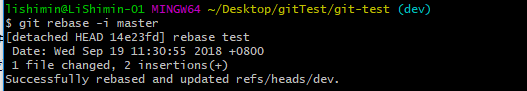 lishimin@LiShimin-01 MINGW64 ~/Desktop/gitTest/git-test (dev)
$ git rebase -i master
[detached HEAD 14e23fd] rebase test
 Date: Wed Sep 19 11:30:55 2018 +0800
 1 file changed, 2 insertions(+)
Successfully rebased and updated refs/heads/dev.